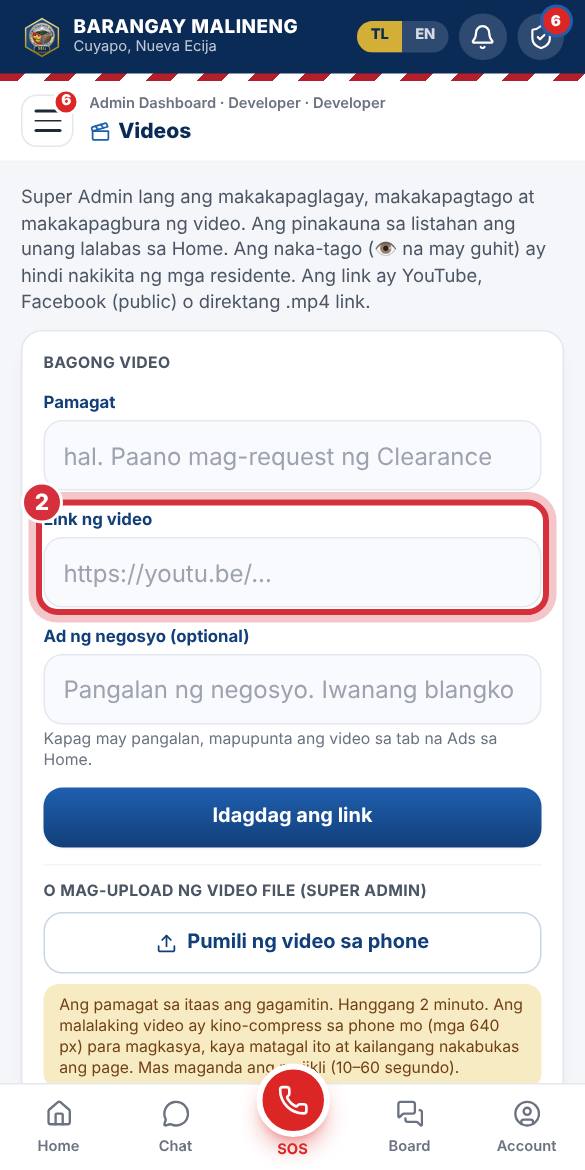 BARANGAY MALINENG
Cuyapo, Nueva Ecija
TL EN
6
6
Admin Dashboard · Developer · Developer
Videos
Super Admin lang ang makakapaglagay, makakapagtago at
makakapagbura ng video. Ang pinakauna sa listahan ang
unang lalabas sa Home. Ang naka-tago (👁 na may guhit) ay
hindi nakikita ng mga residente. Ang link ay YouTube,
Facebook (public) o direktang .mp4 link.
BAGONG VIDEO
Pamagat
hal. Paano mag-request ng Clearance
2
Link ng video
https://youtu.be/...
Ad ng negosyo (optional)
Pangalan ng negosyo. Iwanang blangko
Kapag may pangalan, mapupunta ang video sa tab na Ads sa
Home.
Idagdag ang link
O MAG-UPLOAD NG VIDEO FILE (SUPER ADMIN)
Pumili ng video sa phone
Ang pamagat sa itaas ang gagamitin. Hanggang 2 minuto. Ang
malalaking video ay kino-compress sa phone mo (mga 640
px) para magkasya, kaya matagal ito at kailangang nakabukas
ang page. Mas maganda ang (10–60 segundo).
Home
Chat
SOS
Board
Account